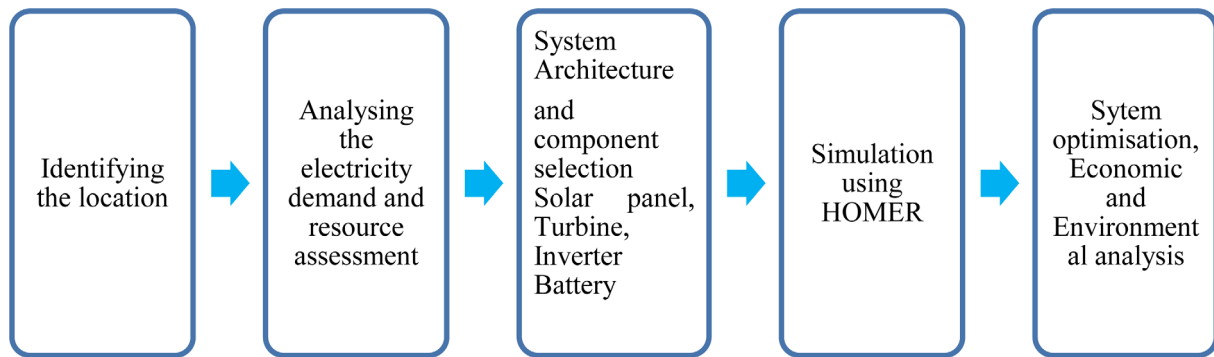 Identifying
the location
Analysing
the
electricity
demand and
resource
assessment
System
Architecture
and
component
selection
Solar panel,
Turbine,
Inverter
Battery
Simulation
using
HOMER
Sytem
optimisation,
Economic
and
Environment
al analysis